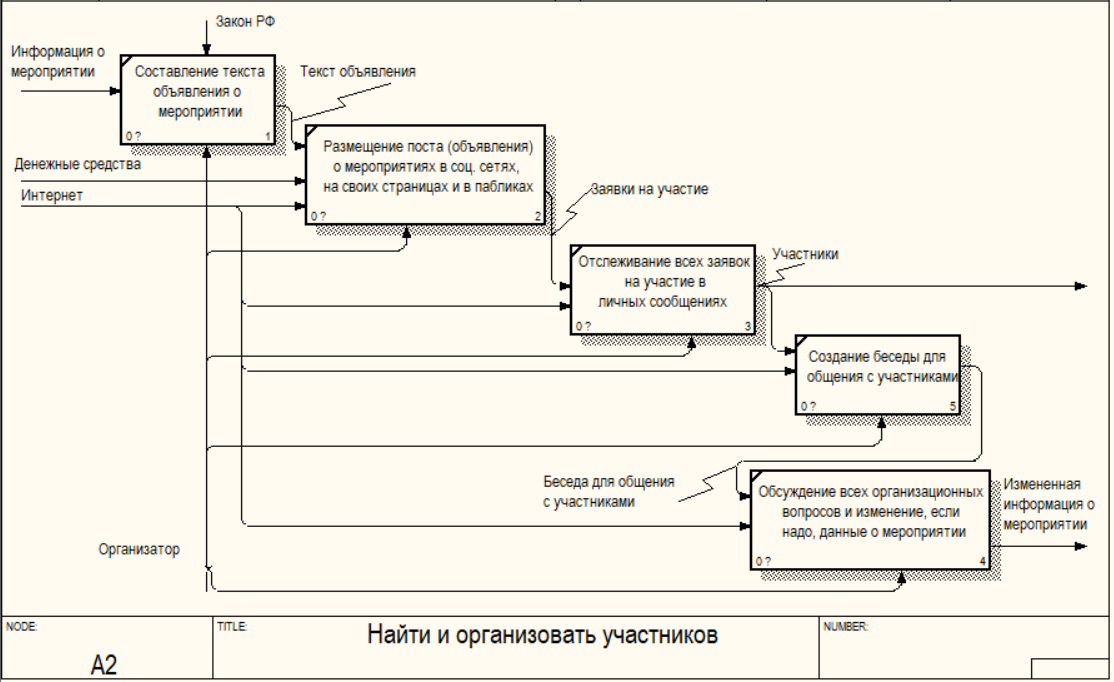 Закон РФ
Информация о
мероприятии
Составление текста
объявления о
мероприятии
0 ?
1
Текст объявления
Размещение поста (объявления)
о мероприятиях в соц. сетях,
на своих страницах и в пабликах
0 ?
2
Денежные средства
Интернет
Заявки на участие
Отслеживание всех заявок
на участие в
личных сообщениях
0 ?
3
Участники
Создание беседы для
общения с участниками
0 ?
5
Беседа для общения
с участниками
Обсуждение всех организационных
вопросов и изменение, если
надо, данные о мероприятии
0 ?
4
Измененная
информация о
мероприятии
Организатор
NODE:
A2
TITLE:
Найти и организовать участников
NUMBER: